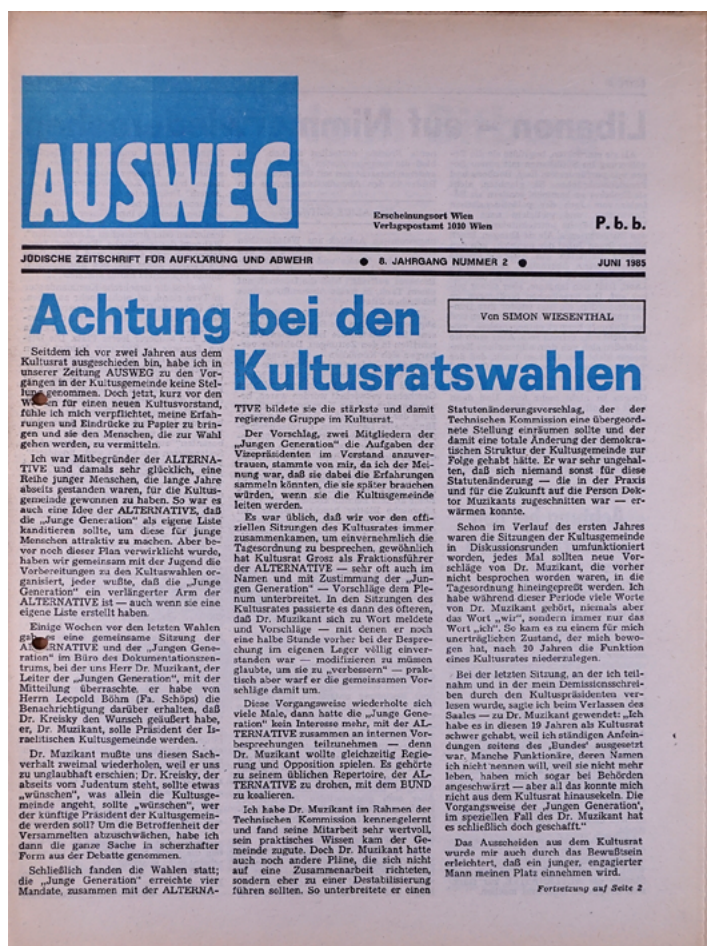 AUSWEG
Erscheinungsort Wien
Verlagspostamt 1010 Wien
P. b. b.
JÜDISCHE ZEITSCHRIFT FÜR AUFKLÄRUNG UND ABWEHR ● 8. JAHRGANG NUMMER 2 ● JUNI 1985
Achtung bei den
Kultusratswahlen
Von SIMON WIESENTHAL
Seitdem ich vor zwei Jahren aus dem
Kultusrat ausgeschieden bin, habe ich in
unserer Zeitung AUSWEG zu den Vor-
gängen in der Kultusgemeinde keine Stel-
lung genommen. Doch jetzt, kurz vor den
für einen neuen Kultusvorstand,
fühle ich mich verpflichtet, meine Erfah-
rungen und Eindrücke zu Papier zu brin-
gen und sie den Menschen, die zur Wahl
gehen werden, zu vermitteln.
Ich war Mitbegründer der ALTERNA-
TIVE und damals sehr glücklich, eine
Reihe junger Menschen, die lange Jahre
abseits gestanden waren, für die Kultus-
gemeinde gewonnen zu haben. So war es
auch eine Idee der ALTERNATIVE, daß
die „Junge Generation" als eigene Liste
kanditieren sollte, um diese für junge
Menschen attraktiv zu machen. Aber be-
vor noch dieser Plan verwirklicht wurde,
haben wir gemeinsam mit der Jugend die
Vorbereitungen zu den Kultuswahlen or-
ganisiert, jeder wußte, daß die „Junge
Generation" ein verlängerter Arm der
ALTERNATIVE ist — auch wenn sie eine
eigene Liste erstellt haben.
Einige Wochen vor den letzten Wahlen
gab es eine gemeinsame Sitzung der
ALTERNATIVE und der „Jungen Gene-
ration" im Büro des Dokumentationszen-
trums, bei der uns Herr Dr. Muzikant, der
Leiter der „Jungen Generation", mit der
Mitteilung überraschte, er habe von
Herrn Leopold Böhm (Fa. Schöps) die
Benachrichtigung darüber erhalten, daß
Dr. Kreisky den Wunsch geäußert habe,
er, Dr. Muzikant, solle Präsident der Is-
raelitischen Kultusgemeinde werden.
Dr. Muzikant mußte uns diesen Sach-
verhalt zweimal wiederholen, weil er uns
zu unglaubhaft erschien; Dr. Kreisky, der
abseits von Judentum steht, sollte etwas
„wünschen", was allein die Kultusge-
meinde angeht, sollte „wünschen", wer
der künftige Präsident der Kultusgemein-
de werden soll? Um die Betroffenheit der
Versammelten abzuschwächen, habe ich
dann die ganze Sache in scherzhafter
Form aus der Debatte genommen.
Schließlich fanden die Wahlen statt;
die „Junge Generation" erreichte vier
Mandate, zusammen mit der ALTERNA-
TIVE bildete sie die stärkste und damit
regierende Gruppe im Kultusrat.
Der Vorschlag, zwei Mitgliedern der
„Jungen Generation" die Aufgaben der
Vizepräsidenten im Vorstand anzuver-
trauen, stammte von mir, da ich der Mei-
nung war, daß sie dabei die Erfahrungen
sammeln könnten, die sie später brauchen
würden, wenn sie die Kultusgemeinde
leiten werden.
Es war üblich, daß wir vor den offi-
ziellen Sitzungen des Kultusrates immer
zusammenkamen, um einvernehmlich die
Tagesordnung zu besprechen, gewöhnlich
hat Kultusrat Grosz als Fraktionsführer
der ALTERNATIVE — sehr oft auch im
Namen und mit Zustimmung der „Jun-
gen Generation" — Vorschläge dem Ple-
num unterbreitet. In den Sitzungen des
Kultusrates passierte es dann des öfteren,
daß Dr. Muzikant sich zu Wort meldete
und Vorschläge — mit denen er noch
eine halbe Stunde vorher bei der Bespre-
chung im eigenen Lager völlig einver-
standen war — modifizieren zu müssen
glaubte, um sie zu „verbessern" — prak-
tisch aber warf er die gemeinsamen Vor-
schläge damit um.
Diese Vorgangsweise wiederholte sich
viele Male, dann hatte die „Junge Gene-
ration" kein Interesse mehr, mit der AL-
TERNATIVE zusammen an internen Vor-
besprechungen teilzunehmen — denn
Dr. Muzikant wollte gleichzeitig Regie-
rung und Opposition spielen. Es gehörte
zu seinem üblichen Repertoire, der AL-
TERNATIVE zu drohen, mit dem BUND
zu koalieren.
Ich habe Dr. Muzikant im Rahmen der
Technischen Kommission kennengelernt
und fand seine Mitarbeit sehr wertvoll,
sein praktisches Wissen kam der Ge-
meinde zugute. Doch Dr. Muzikant hatte
auch noch andere Pläne, die sich nicht
auf eine Zusammenarbeit richteten,
sondern eher zu einer Destabilisierung
führen sollten. So unterbreitete er einen
Statutenänderungsvorschlag, der der
Technischen Kommission eine übergeord-
nete Stellung einräumen sollte und der
damit eine totale Änderung der demokra-
tischen Struktur der Kultusgemeinde zur
Folge gehabt hätte. Er war sehr ungehal-
ten, daß sich niemand sonst für diese
Statutenänderung — die in der Praxis
und für die Zukunft auf die Person Dok-
tor Muzikants zugeschnitten war — er-
wärmen konnte.
Schon im Verlauf des ersten Jahres
waren die Sitzungen der Kultusgemeinde
in Diskussionsrunden umfunktioniert
worden, jedes Mal sollten neue Vor-
schläge von Dr. Muzikant, die vorher
nicht besprochen worden waren, in die
Tagesordnung hineingepreßt werden. Ich
habe während dieser Periode viele Worte
von Dr. Muzikant gehört, niemals aber
das Wort „wir", sondern immer nur das
Wort „ich". So kam es zu einem für mich
unerträglichen Zustand, der mich bewo-
gen hat, nach 20 Jahren die Funktion
eines Kultusrates niederzulegen.
Bei der letzten Sitzung, an der ich teil-
nahm und in der mein Demissionsschrei-
ben durch den Kultuspräsidenten ver-
lesen wurde, sagte ich beim Verlassen des
Saales — zu Dr. Muzikant gewendet: „Ich
habe es in diesen 19 Jahren als Kultusrat
schwer gehabt, weil ich ständigen Anfein-
dungen seitens des ,Bundes' ausgesetzt
war. Manche Funktionäre, deren Namen
ich nicht nennen will, weil sie nicht mehr
leben, haben mich sogar bei Behörden
angeschwärzt — aber all das konnte mich
nicht aus dem Kultusrat hinausekeln. Die
Vorgangsweise der ,Jungen Generation',
im speziellen Fall des Dr. Muzikant hat
es schließlich doch geschafft."
Das Ausscheiden aus dem Kultusrat
wurde mir auch durch das Bewußtsein
erleichtert, daß ein junger, engagierter
Mann meinen Platz einnehmen wird.
Fortsetzung auf Seite 2